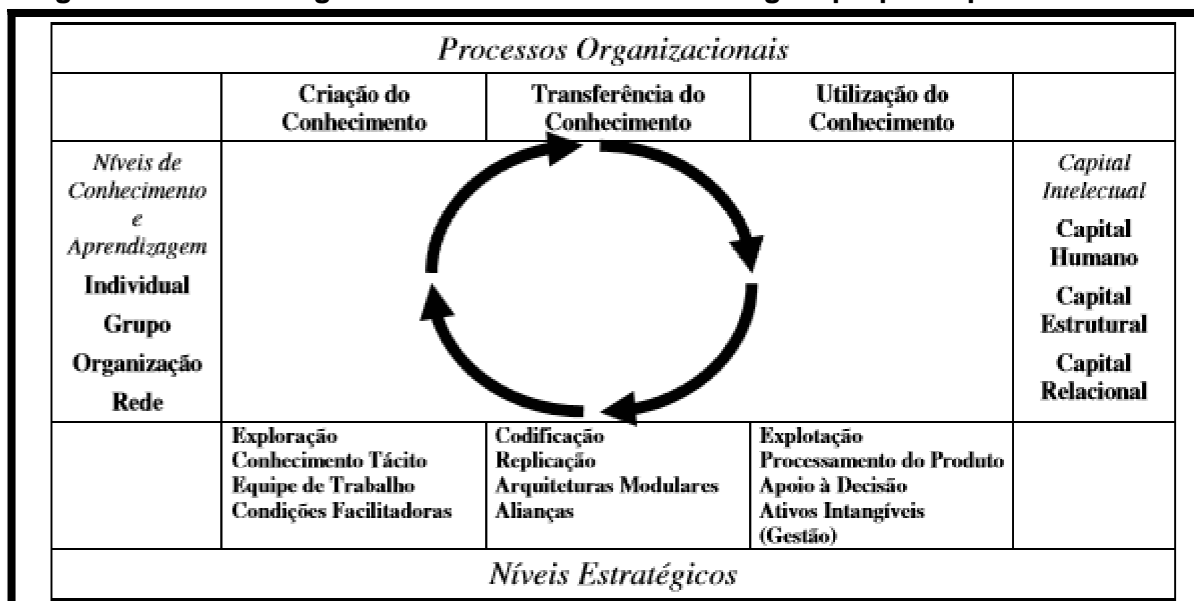 Processos Organizacionais
Criação do
Conhecimento
Transferência do
Conhecimento
Utilização do
Conhecimento
Níveis de
Conhecimento
e
Aprendizagem
Individual
Grupo
Organização
Rede
Capital
Intelectual
Capital
Humano
Capital
Estrutural
Capital
Relacional
Exploração
Conhecimento Tácito
Equipe de Trabalho
Condições Facilitadoras
Codificação
Replicação
Arquiteturas Modulares
Alianças
Explotação
Processamento do Produto
Apoio à Decisão
Ativos Intangíveis
(Gestão)
Níveis Estratégicos